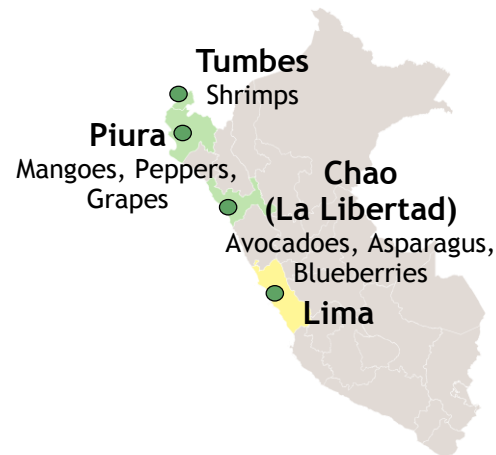 Tumbes
Shrimps
Piura
Mangoes, Peppers,
Grapes
Chao
(La Libertad)
Avocadoes, Asparagus,
Blueberries
Lima